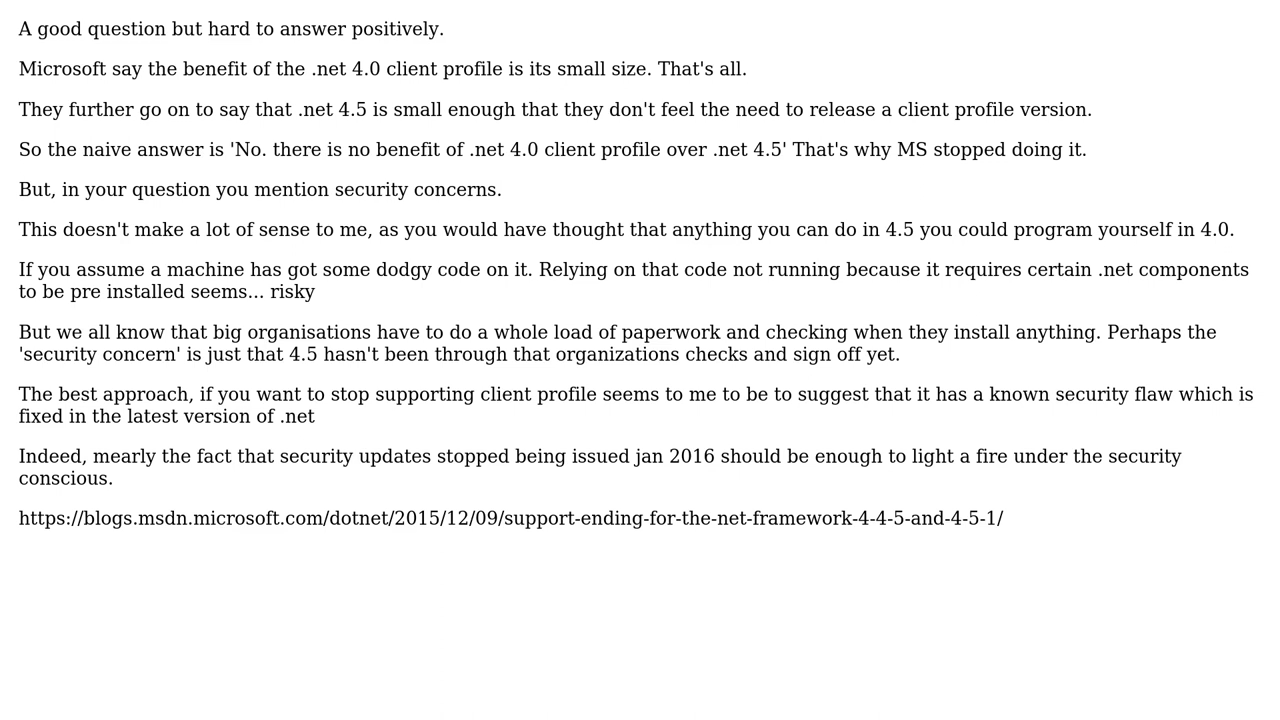 A good question but hard to answer positively.
Microsoft say the benefit of the .net 4.0 client profile is its small size. That's all.
They further go on to say that .net 4.5 is small enough that they don't feel the need to release a client profile version.
So the naive answer is 'No. there is no benefit of .net 4.0 client profile over .net 4.5' That's why MS stopped doing it.
But, in your question you mention security concerns.
This doesn't make a lot of sense to me, as you would have thought that anything you can do in 4.5 you could program yourself in 4.0.
If you assume a machine has got some dodgy code on it. Relying on that code not running because it requires certain .net components
to be pre installed seems... risky
But we all know that big organisations have to do a whole load of paperwork and checking when they install anything. Perhaps the
'security concern' is just that 4.5 hasn't been through that organizations checks and sign off yet.
The best approach, if you want to stop supporting client profile seems to me to be to suggest that it has a known security flaw which is
fixed in the latest version of .net
Indeed, mearly the fact that security updates stopped being issued jan 2016 should be enough to light a fire under the security
conscious.
https://blogs.msdn.microsoft.com/dotnet/2015/12/09/support-ending-for-the-net-framework-4-4-5-and-4-5-1/